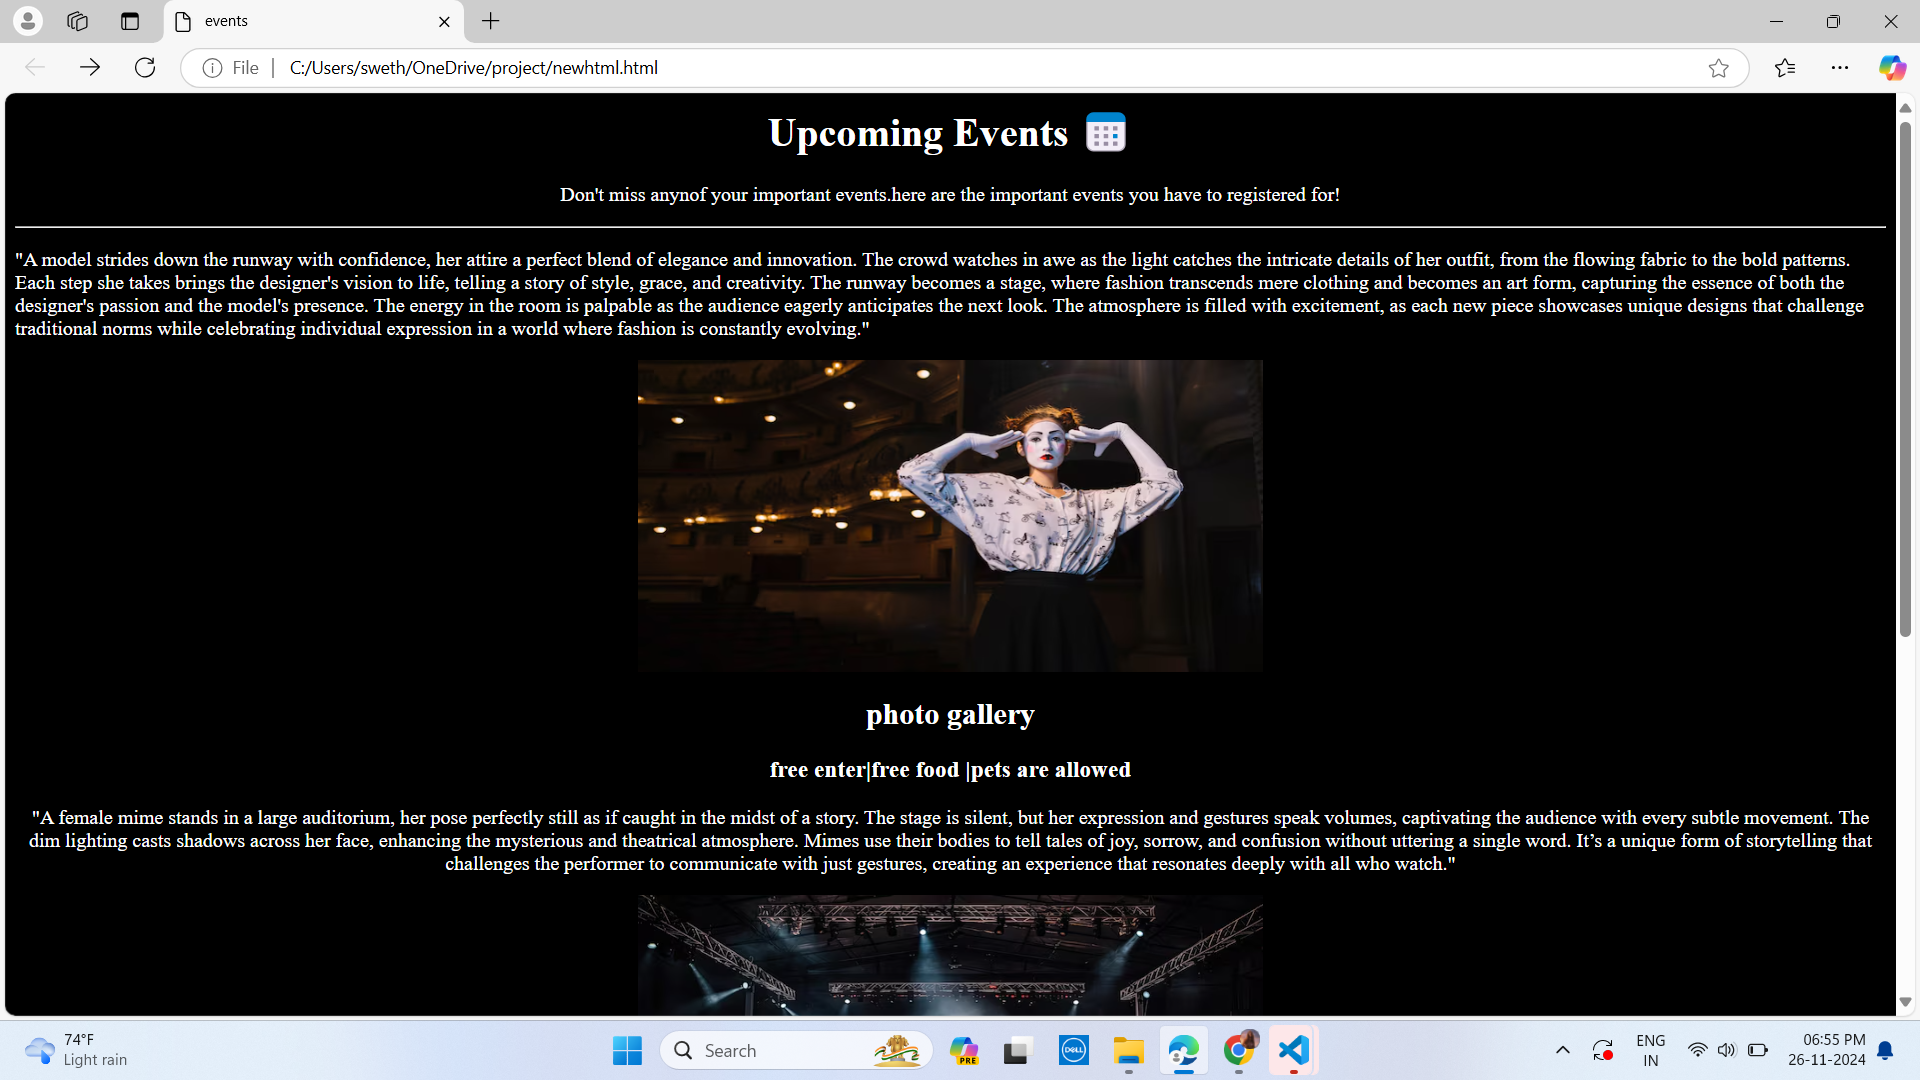 events
File
C:/Users/sweth/OneDrive/project/newhtml.html
Upcoming Events
Don't miss anynof your important events.here are the important events you have to registered for!
"A model strides down the runway with confidence, her attire a perfect blend of elegance and innovation. The crowd watches in awe as the light catches the intricate details of her outfit, from the flowing fabric to the bold patterns.
Each step she takes brings the designer's vision to life, telling a story of style, grace, and creativity. The runway becomes a stage, where fashion transcends mere clothing and becomes an art form, capturing the essence of both the
designer's passion and the model's presence. The energy in the room is palpable as the audience eagerly anticipates the next look. The atmosphere is filled with excitement, as each new piece showcases unique designs that challenge
traditional norms while celebrating individual expression in a world where fashion is constantly evolving."
photo gallery
free enter|free food |pets are allowed
"A female mime stands in a large auditorium, her pose perfectly still as if caught in the midst of a story. The stage is silent, but her expression and gestures speak volumes, captivating the audience with every subtle movement. The
dim lighting casts shadows across her face, enhancing the mysterious and theatrical atmosphere. Mimes use their bodies to tell tales of joy, sorrow, and confusion without uttering a single word. It’s a unique form of storytelling that
challenges the performer to communicate with just gestures, creating an experience that resonates deeply with all who watch."
74°F
Light rain
Search
PRE
DELL
ENG
IN
06:55 PM
26-11-2024